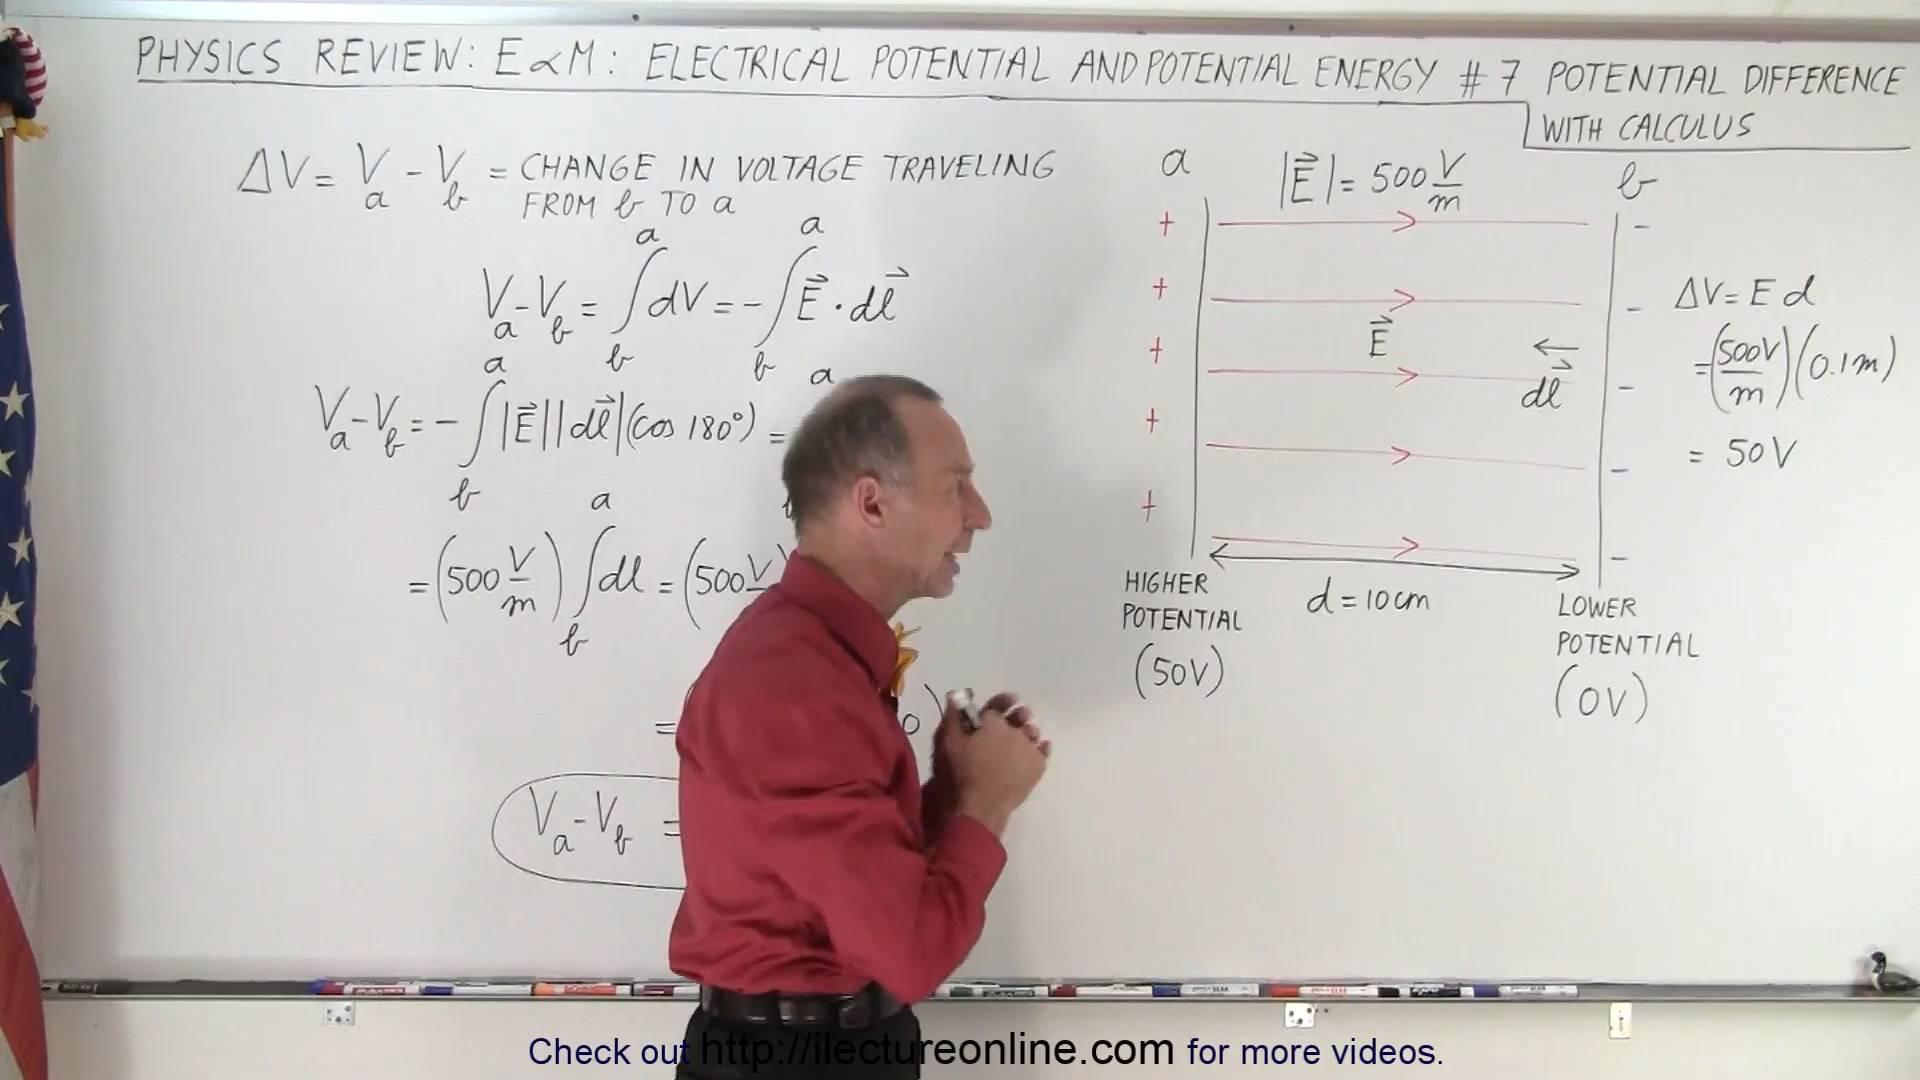 PHYSICS REVIEW: E&M: ELECTRICAL POTENTIAL AND POTENTIAL ENERGY #7 POTENTIAL DIFFERENCE
WITH CALCULUS
ΔV = V_a - V_b = CHANGE IN VOLTAGE TRAVELING
FROM b TO a
V_a - V_b = ∫_b^a dV = - ∫_b^a E⃗ · dl⃗
V_a - V_b = - ∫_b^a |E⃗||dl⃗|(cos 180°) =
a
= (500 V/m) ∫_b^a dl = (500 V
=
0)
V_a - V_b =
a
|E⃗| = 500 V/m
b
+ -
+ -
+ -
+ -
+ -
E⃗
dl⃗
ΔV = E d
= (500V/m)(0.1m)
= 50V
d = 10cm
HIGHER
POTENTIAL
(50V)
LOWER
POTENTIAL
(0V)
Check out http://ilectureonline.com for more videos.